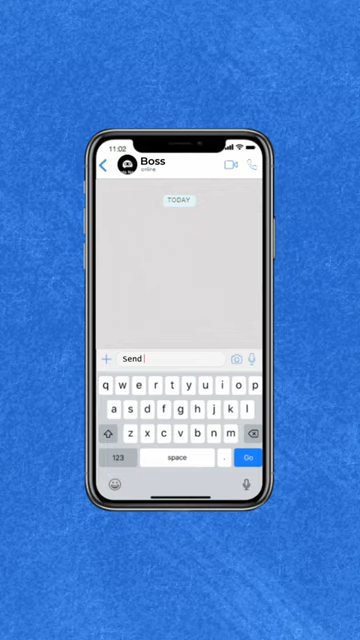 11:02
Boss
online
TODAY
Send
q w e r t y u i o p
a s d f g h j k l
z x c v b n m
123 space . Go